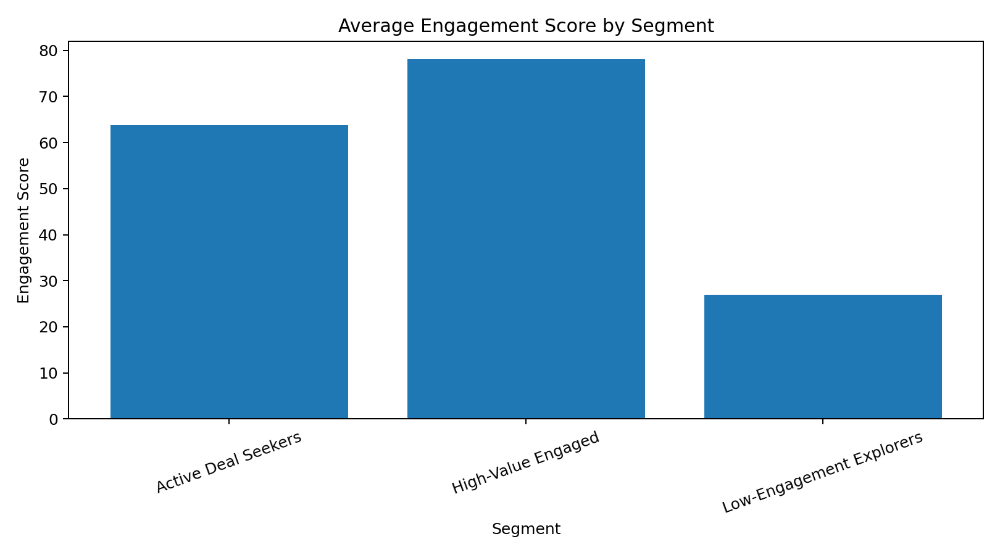 Average Engagement Score by Segment
80
70
60
50
40
30
20
10
0
Engagement Score
Active Deal Seekers
High-Value Engaged
Low-Engagement Explorers
Segment